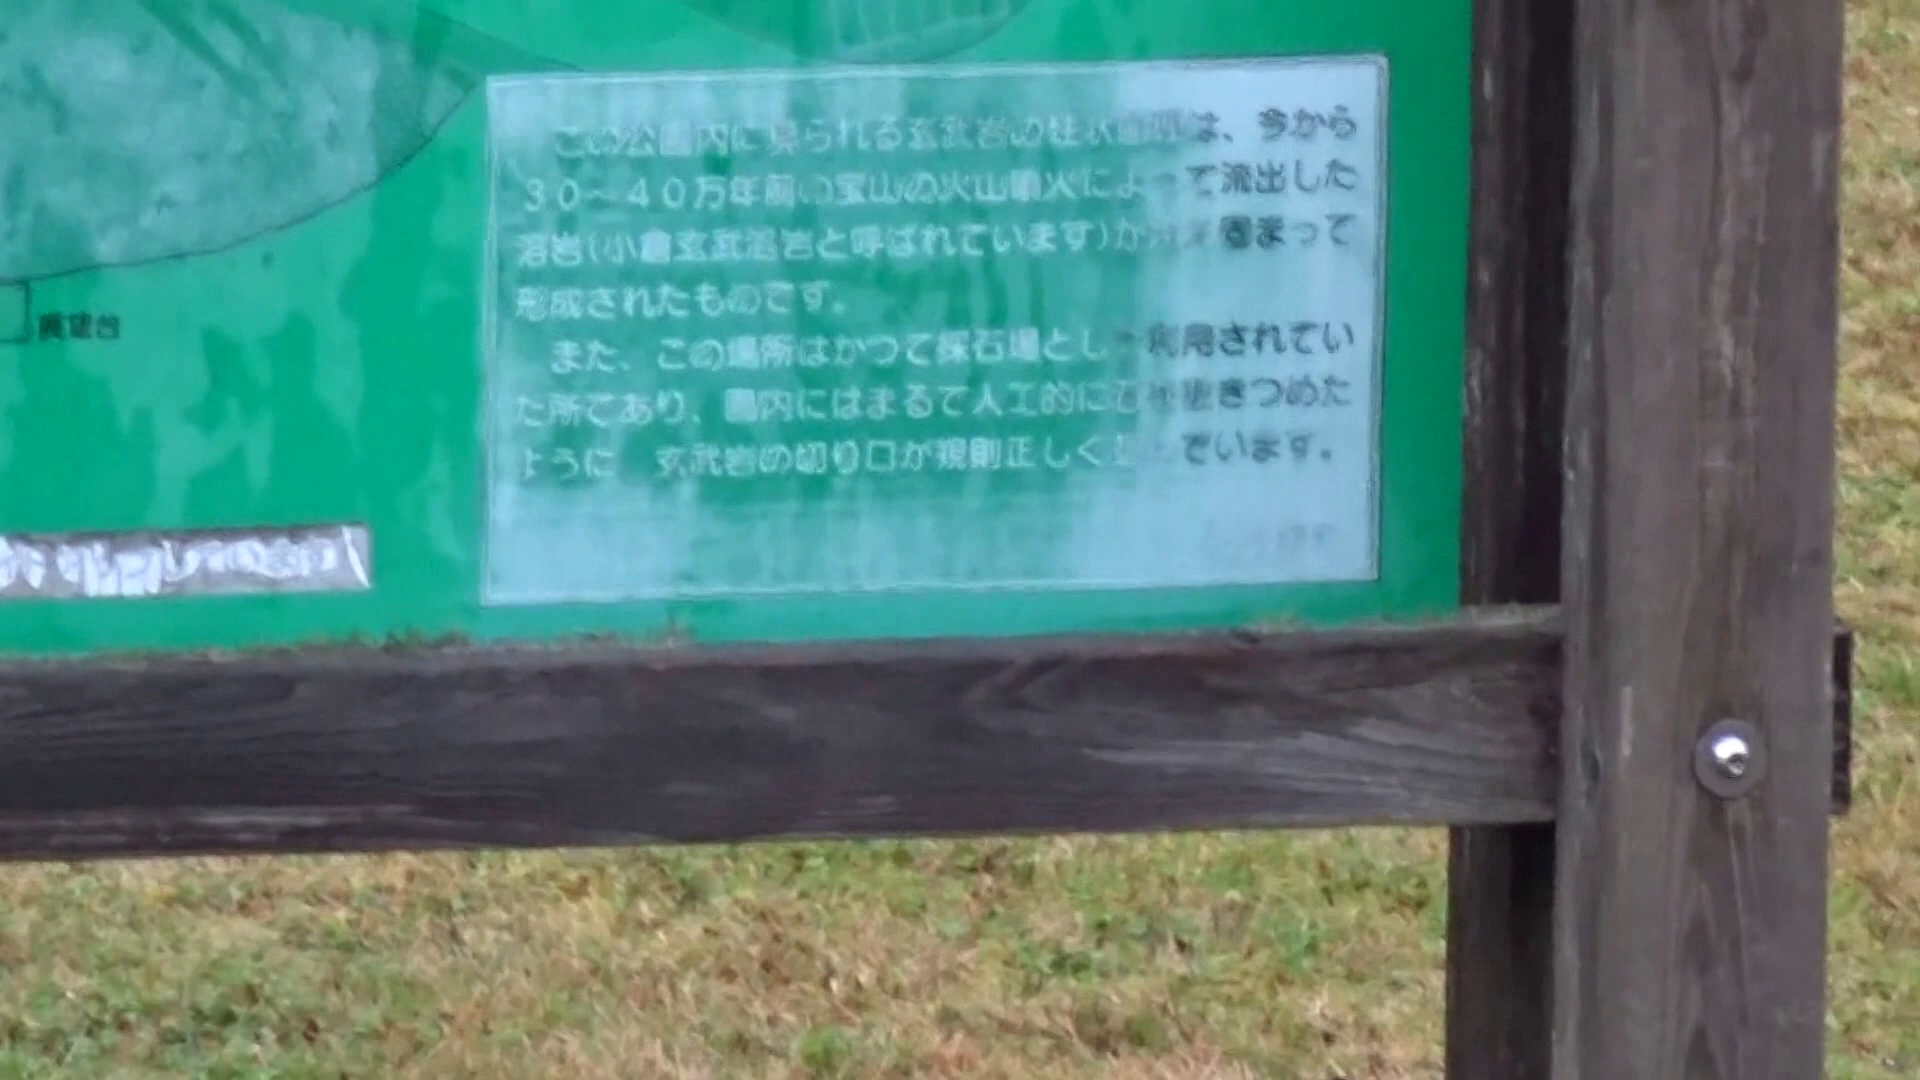 この公園内に見られる玄武岩の柱状節理は、今から
30～40万年前に宝山の火山噴火によって流出した
溶岩(小倉玄武溶岩と呼ばれています)が冷え固まって
形成されたものです。
また、この場所はかつて採石場として利用されてい
た所であり、園内にはまるで人工的に石を敷きつめた
ように 玄武岩の切り口が規則正しく並んでいます。
展望台